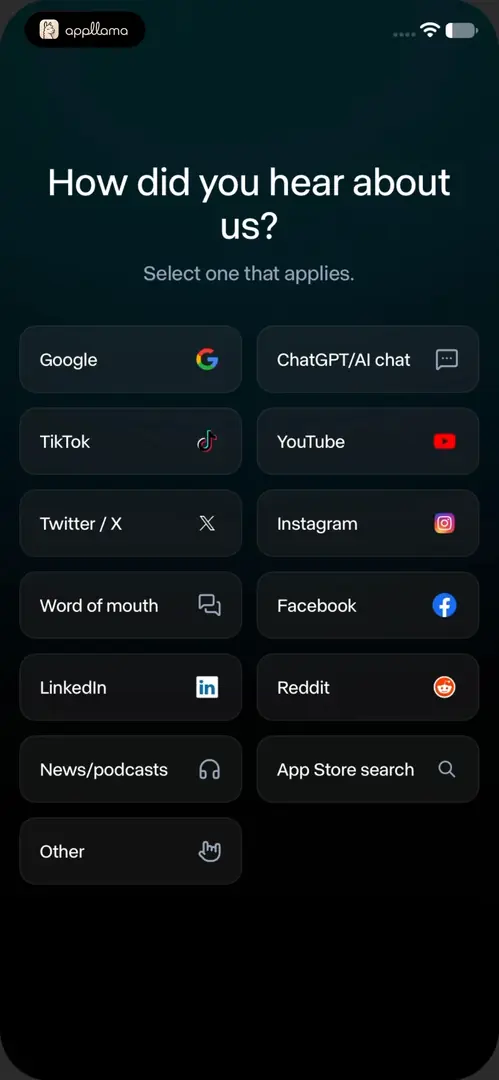 appllama
How did you hear about
us?
Select one that applies.
Google
ChatGPT/AI chat
TikTok
YouTube
Twitter / X
Instagram
Word of mouth
Facebook
LinkedIn
Reddit
News/podcasts
App Store search
Other